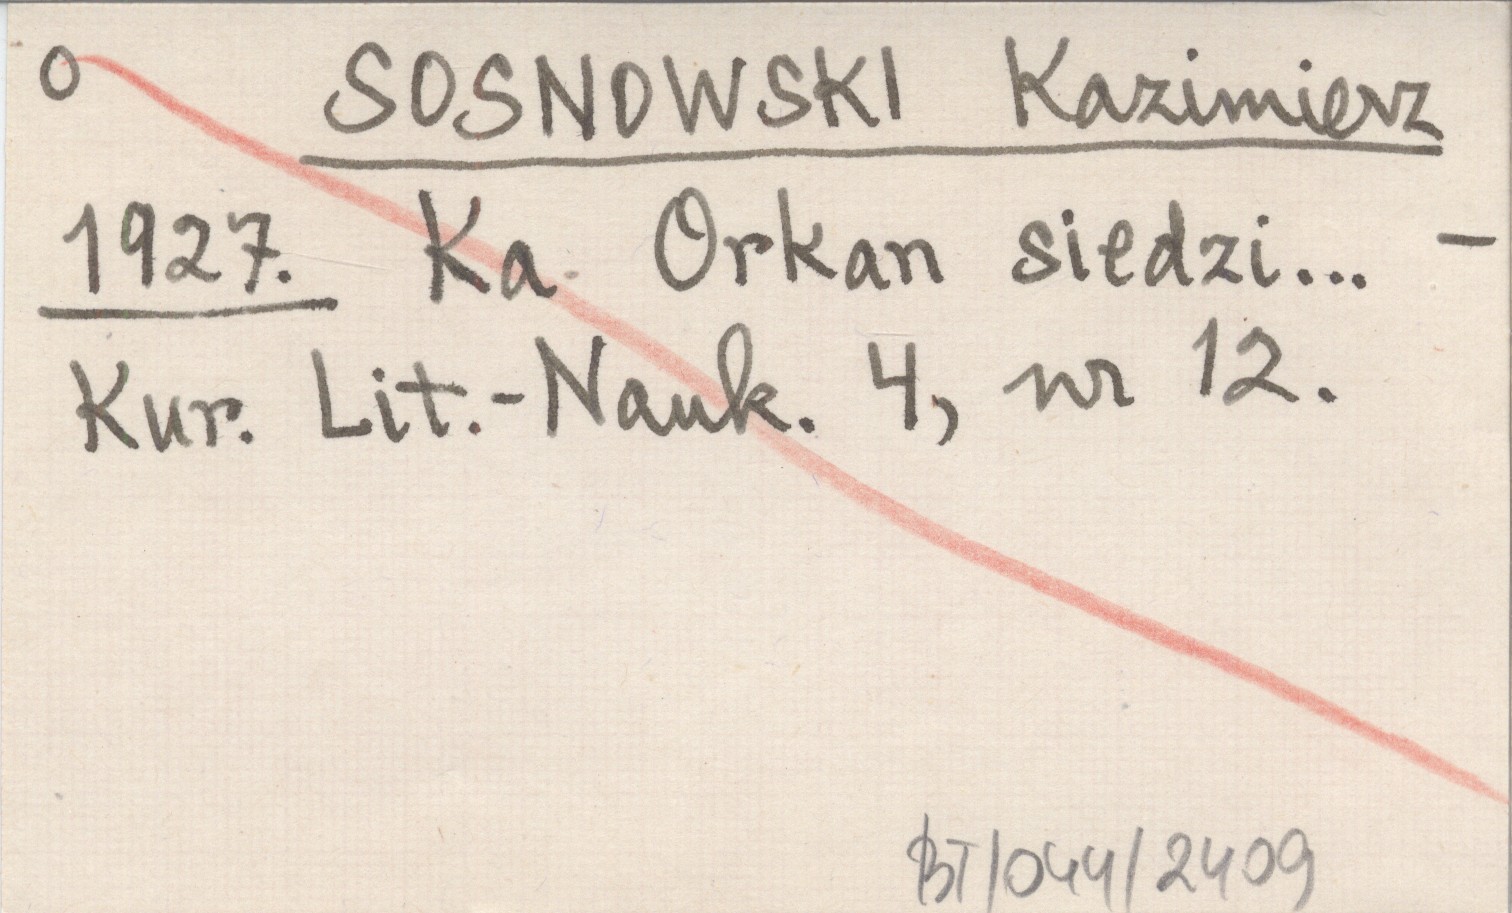 O SOSNOWSKI Kazimierz
1927. Ka Orkan siedzi... -
Kur. Lit.-Nauk. 4, nr 12.
BT/044/2409